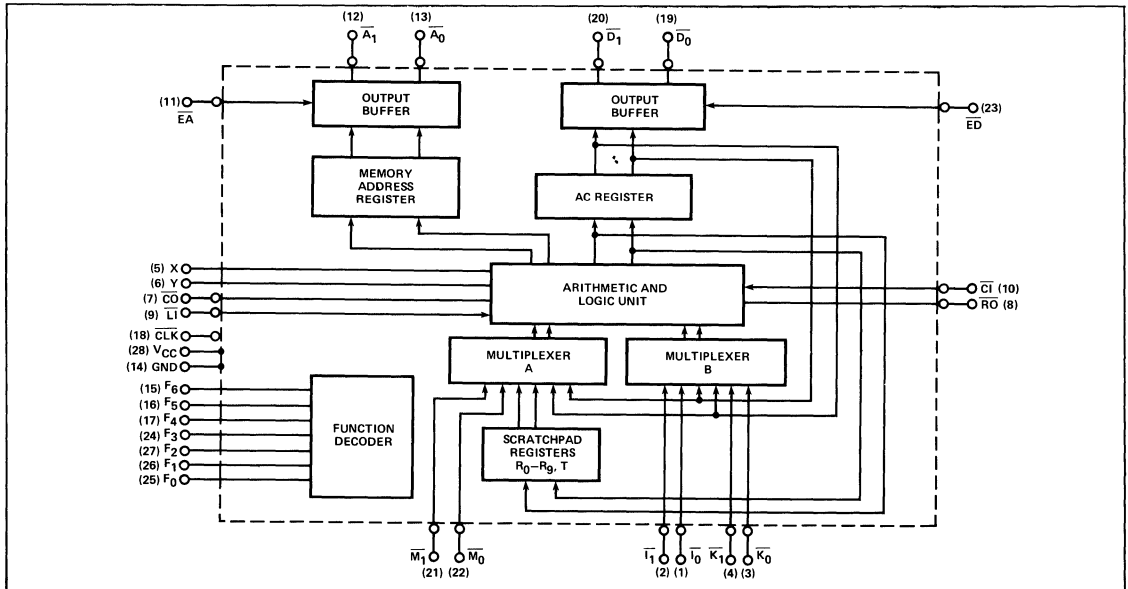 (12) (13) (20) (19)
A̅₁ A̅₀ D̅₁ D̅₀
(11) E̅A̅
OUTPUT
BUFFER
OUTPUT
BUFFER
(23) E̅D̅
MEMORY
ADDRESS
REGISTER
AC REGISTER
(5) X
(6) Y
(7) C̅O̅
(9) L̅I̅
ARITHMETIC AND
LOGIC UNIT
C̅I̅ (10)
R̅O̅ (8)
(18) C̅L̅K̅
(28) VCC
(14) GND
MULTIPLEXER
A
MULTIPLEXER
B
(15) F₆
(16) F₅
(17) F₄
(24) F₃
(27) F₂
(26) F₁
(25) F₀
FUNCTION
DECODER
SCRATCHPAD
REGISTERS
R₀–R₉, T
M̅₁ M̅₀ I̅₁ I̅₀ K̅₁ K̅₀
(21) (22) (2) (1) (4) (3)